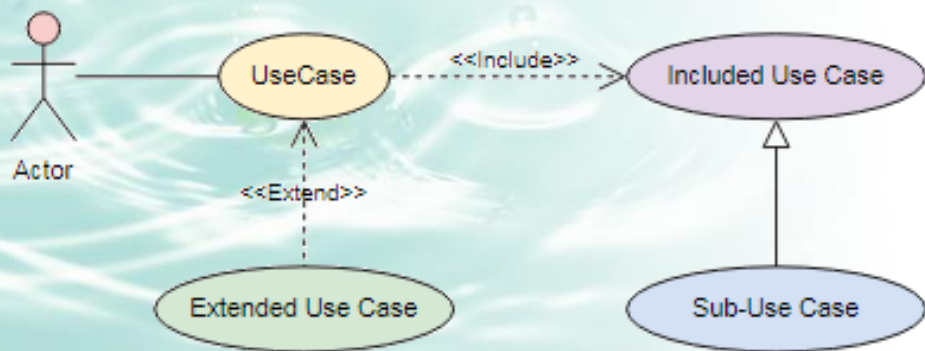 UseCase
<<Include>>
Included Use Case
Actor
<<Extend>>
Extended Use Case
Sub-Use Case